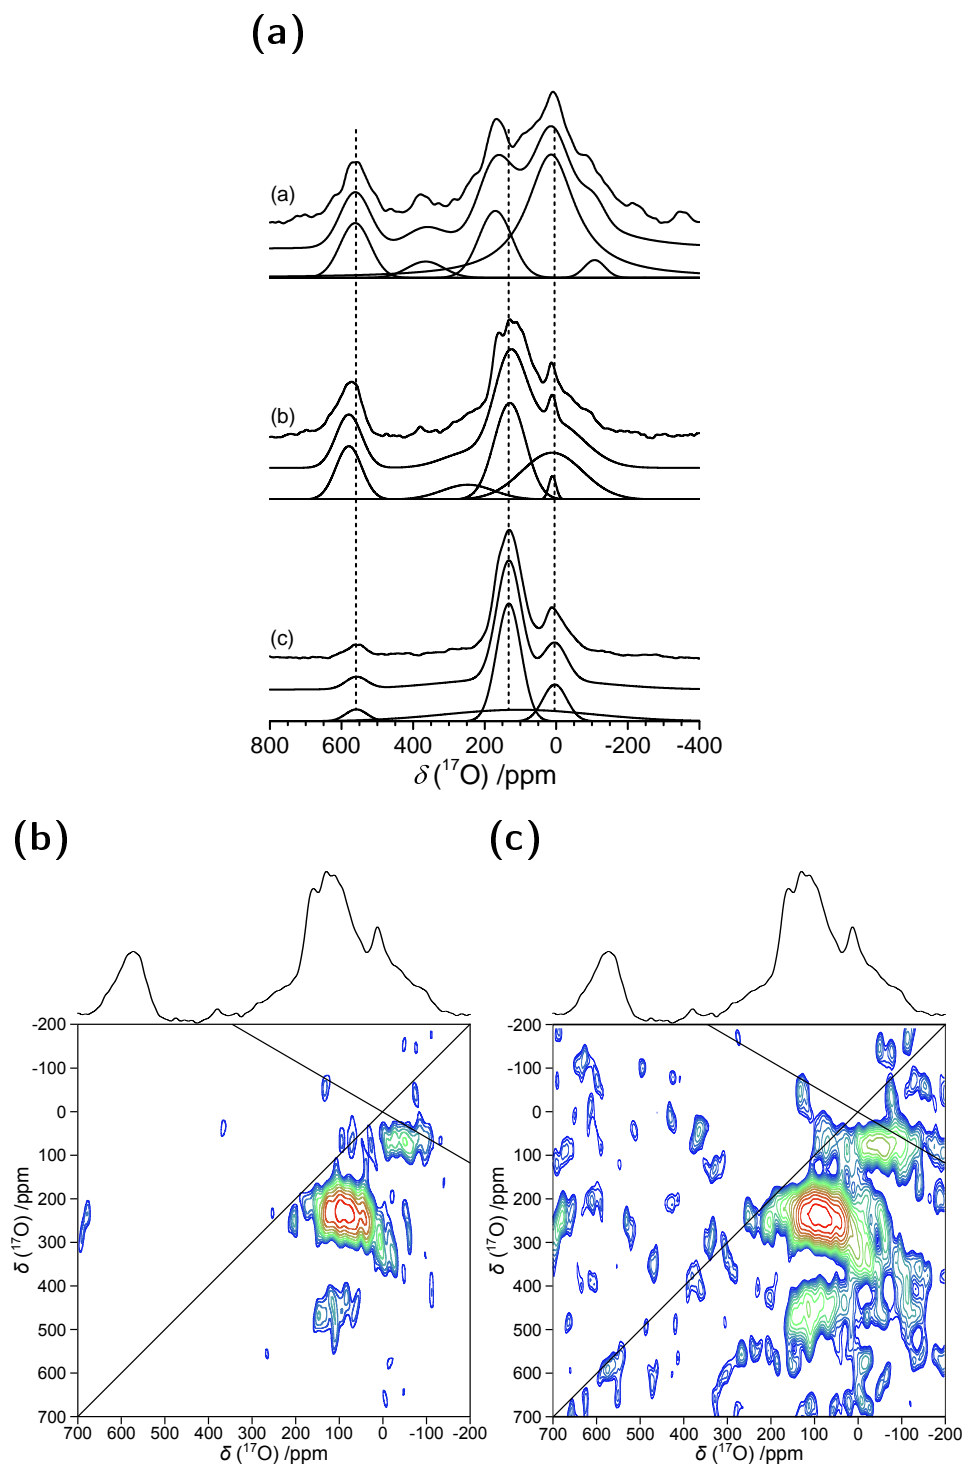 (a)
(a)
(b)
(c)
800 600 400 200 0 -200 -400
δ (17O) /ppm
(b) (c)
-200 -200
-100 -100
0 0
100 100
200 200
300 300
400 400
500 500
600 600
700 700
δ (17O) /ppm δ (17O) /ppm
700 600 500 400 300 200 100 0 -100 -200 700 600 500 400 300 200 100 0 -100 -200
δ (17O) /ppm δ (17O) /ppm